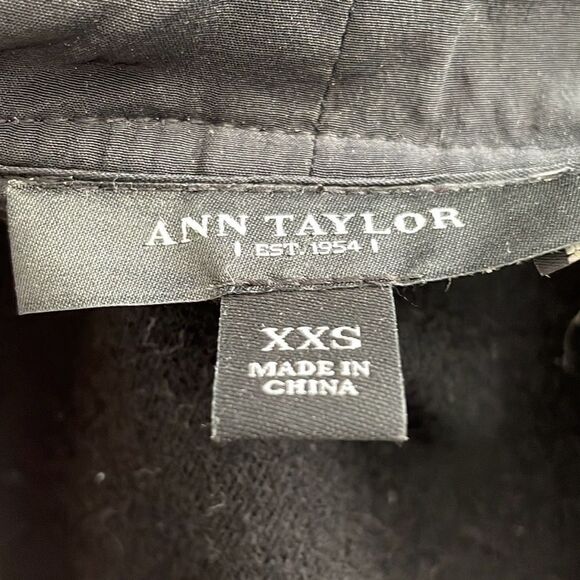 ANN TAYLOR
| EST. 1954 |
XXS
MADE IN
CHINA